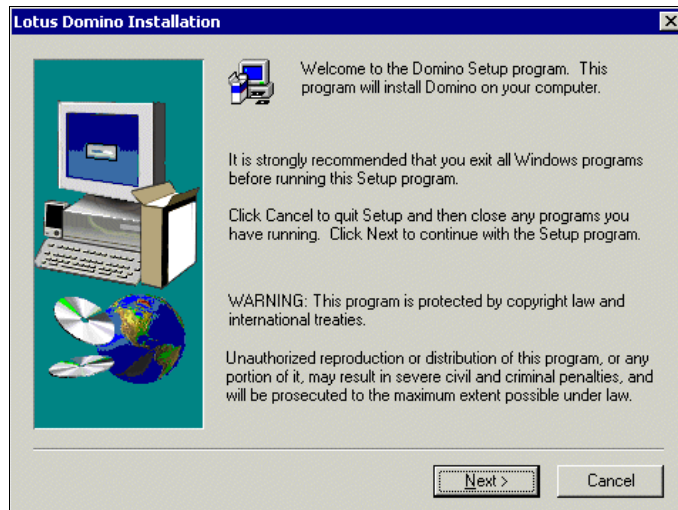 Lotus Domino Installation
Welcome to the Domino Setup program. This
program will install Domino on your computer.
It is strongly recommended that you exit all Windows programs
before running this Setup program.
Click Cancel to quit Setup and then close any programs you
have running. Click Next to continue with the Setup program.
WARNING: This program is protected by copyright law and
international treaties.
Unauthorized reproduction or distribution of this program, or any
portion of it, may result in severe civil and criminal penalties, and
will be prosecuted to the maximum extent possible under law.
Next >
Cancel